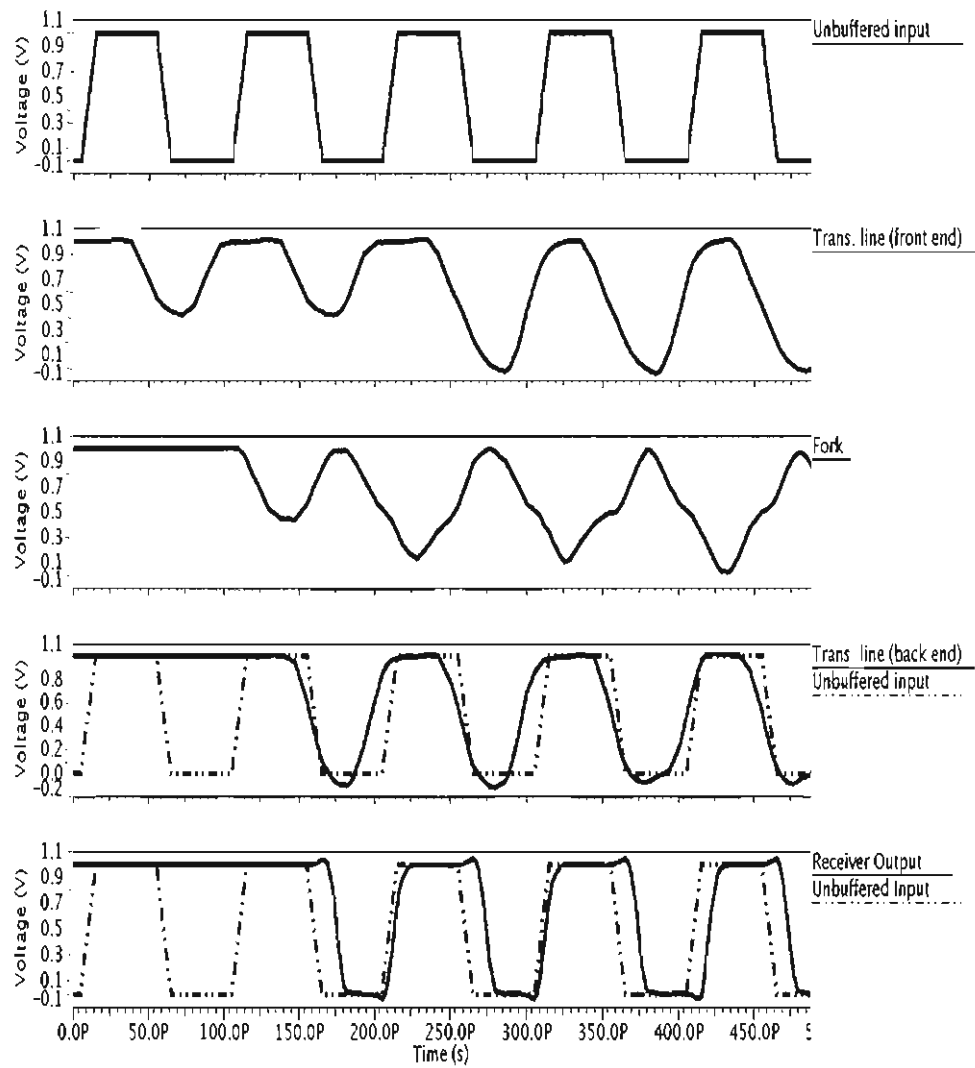 1.1
0.9
0.7
0.5
0.3
0.1
-0.1
Voltage (V)
Unbuffered input
1.1
0.9
0.7
0.5
0.3
0.1
-0.1
Voltage (V)
Trans. line (front end)
1.1
0.9
0.7
0.5
0.3
0.1
-0.1
Voltage (V)
Fork
1.1
1.0
0.8
0.6
0.4
0.2
0.0
-0.2
Voltage (V)
Trans line (back end)
Unbuffered input
1.1
0.9
0.7
0.5
0.3
0.1
-0.1
Voltage (V)
Receiver Output
Unbuffered Input
0.0P 50.0P 100.0P 150.0P 200.0P 250.0P 300.0P 350.0P 400.0P 450.0P 5
Time (s)